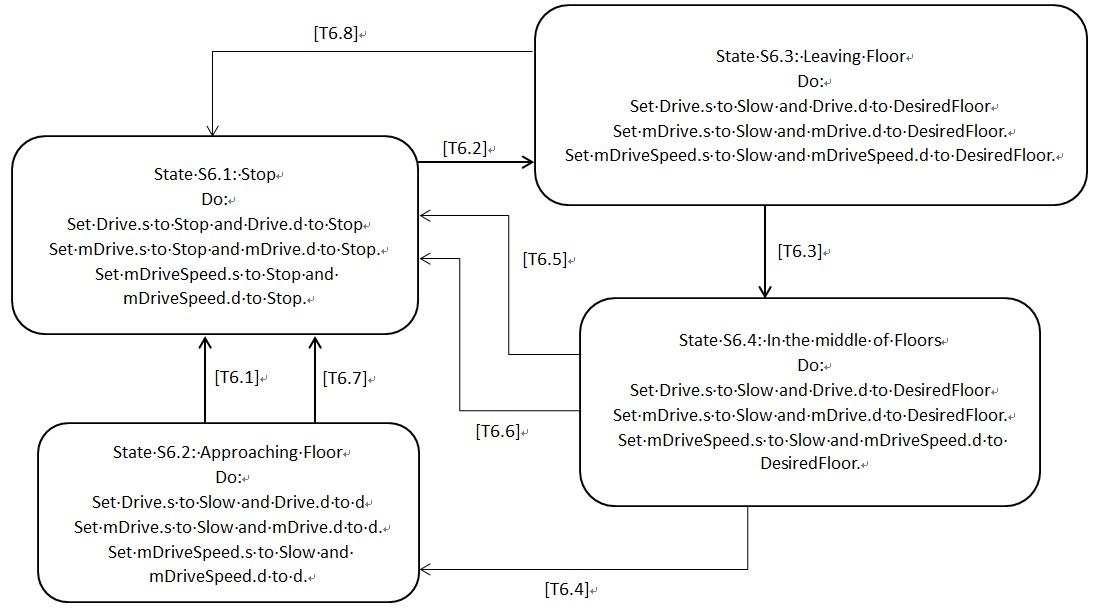 [T6.8]
State S6.3: Leaving Floor
Do:
Set Drive.s to Slow and Drive.d to DesiredFloor
Set mDrive.s to Slow and mDrive.d to DesiredFloor.
Set mDriveSpeed.s to Slow and mDriveSpeed.d to DesiredFloor.
[T6.2]
State S6.1: Stop
Do:
Set Drive.s to Stop and Drive.d to Stop
Set mDrive.s to Stop and mDrive.d to Stop.
Set mDriveSpeed.s to Stop and
mDriveSpeed.d to Stop.
[T6.5]
[T6.3]
State S6.4: In the middle of Floors
Do:
Set Drive.s to Slow and Drive.d to DesiredFloor
Set mDrive.s to Slow and mDrive.d to DesiredFloor.
Set mDriveSpeed.s to Slow and mDriveSpeed.d to
DesiredFloor.
[T6.1]
[T6.7]
[T6.6]
State S6.2: Approaching Floor
Do:
Set Drive.s to Slow and Drive.d to d
Set mDrive.s to Slow and mDrive.d to d.
Set mDriveSpeed.s to Slow and
mDriveSpeed.d to d.
[T6.4]